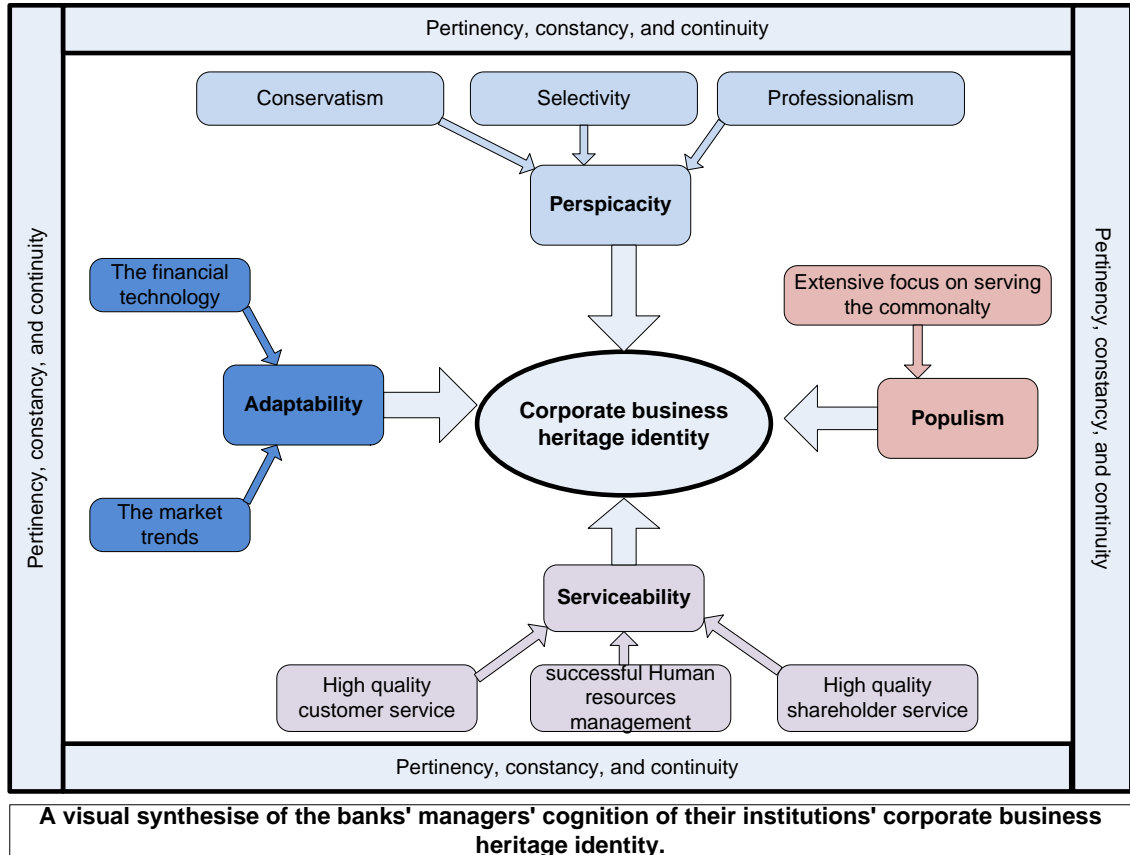 Pertinency, constancy, and continuity
Conservatism
Selectivity
Professionalism
Perspicacity
Pertinency, constancy, and continuity
Pertinency, constancy, and continuity
The financial
technology
Extensive focus on serving
the commonalty
Adaptability
Corporate business
heritage identity
Populism
The market
trends
Serviceability
High quality
customer service
successful Human
resources
management
High quality
shareholder service
Pertinency, constancy, and continuity
A visual synthesise of the banks' managers' cognition of their institutions' corporate business
heritage identity.